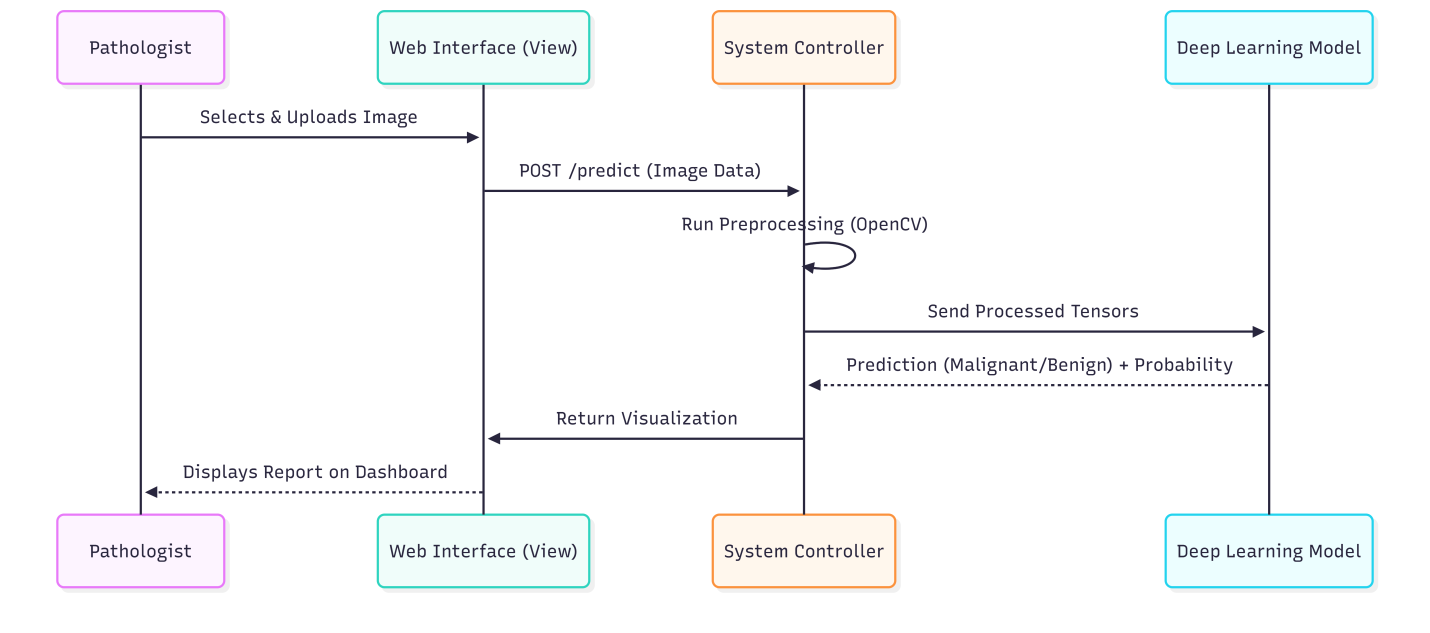 Pathologist
Web Interface (View)
System Controller
Deep Learning Model
Selects & Uploads Image
POST /predict (Image Data)
Run Preprocessing (OpenCV)
Send Processed Tensors
Prediction (Malignant/Benign) + Probability
Return Visualization
Displays Report on Dashboard
Pathologist
Web Interface (View)
System Controller
Deep Learning Model